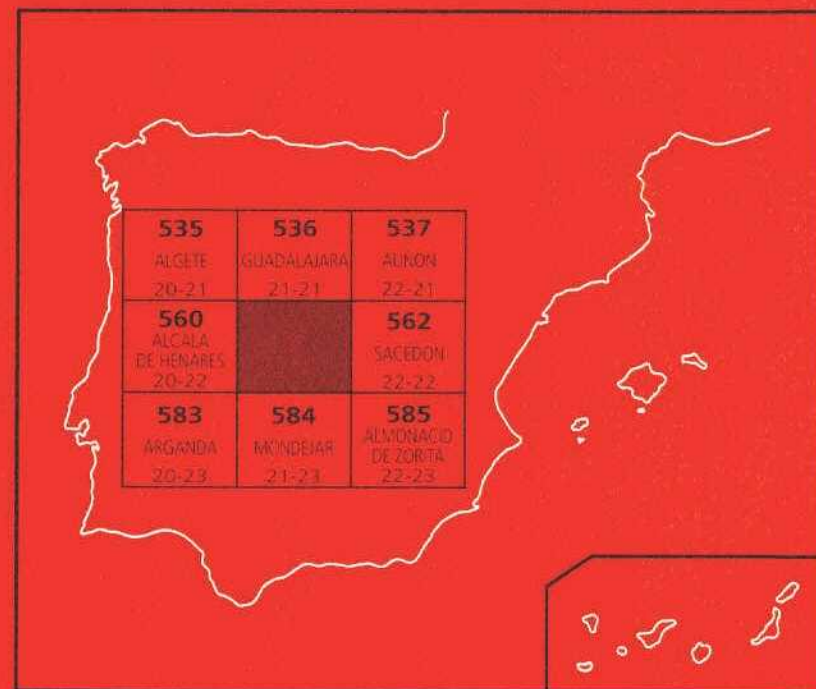 535
ALGETE
20-21
536
GUADALAJARA
21-21
537
AUÑON
22-21
560
ALCALA
DE HENARES
20-22
562
SACEDON
22-22
583
ARGANDA
20-23
584
MONDEJAR
21-23
585
ALMONACID
DE ZORITA
22-23